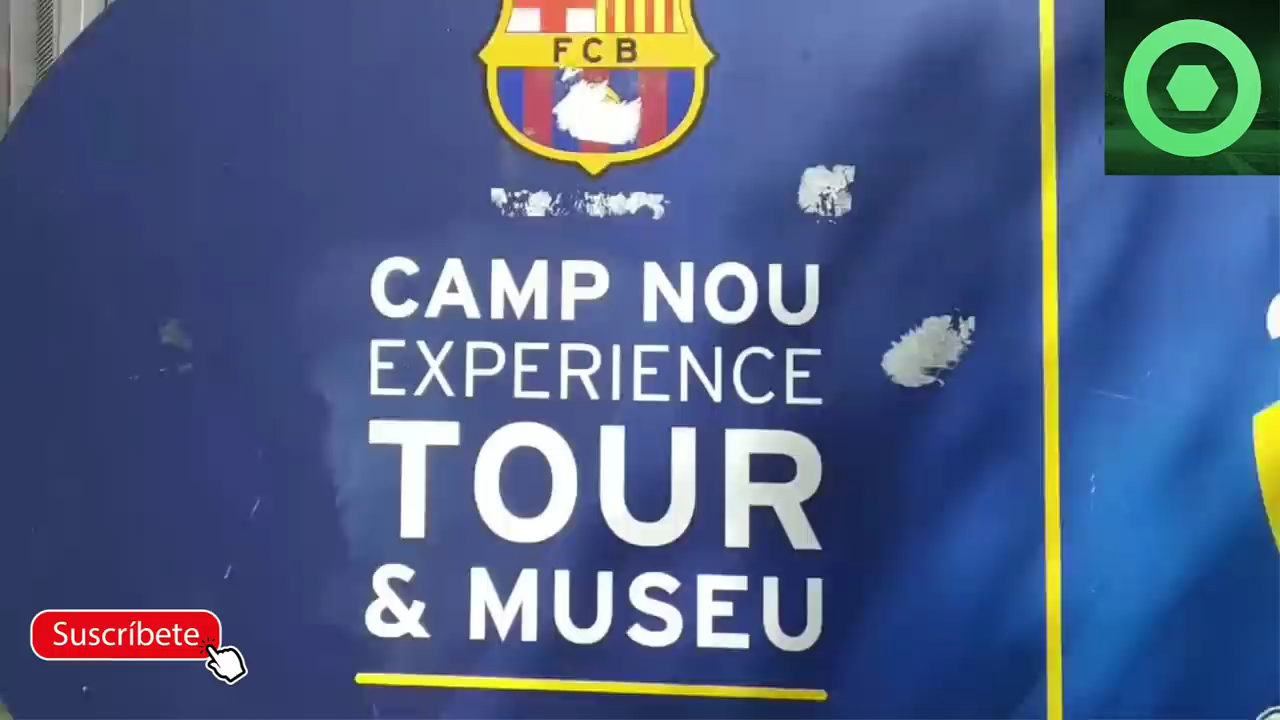 FCB
CAMP NOU
EXPERIENCE
TOUR
& MUSEU
Suscríbete